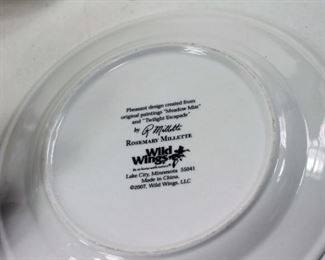 Pheasant design created from
original paintings "Meadow Mist"
and "Twilight Escapade"
by R Millette
ROSEMARY MILLETTE
Wild
Wings
Lake City, Minnesota 55041
Made in China.
©2007, Wild Wings, LLC